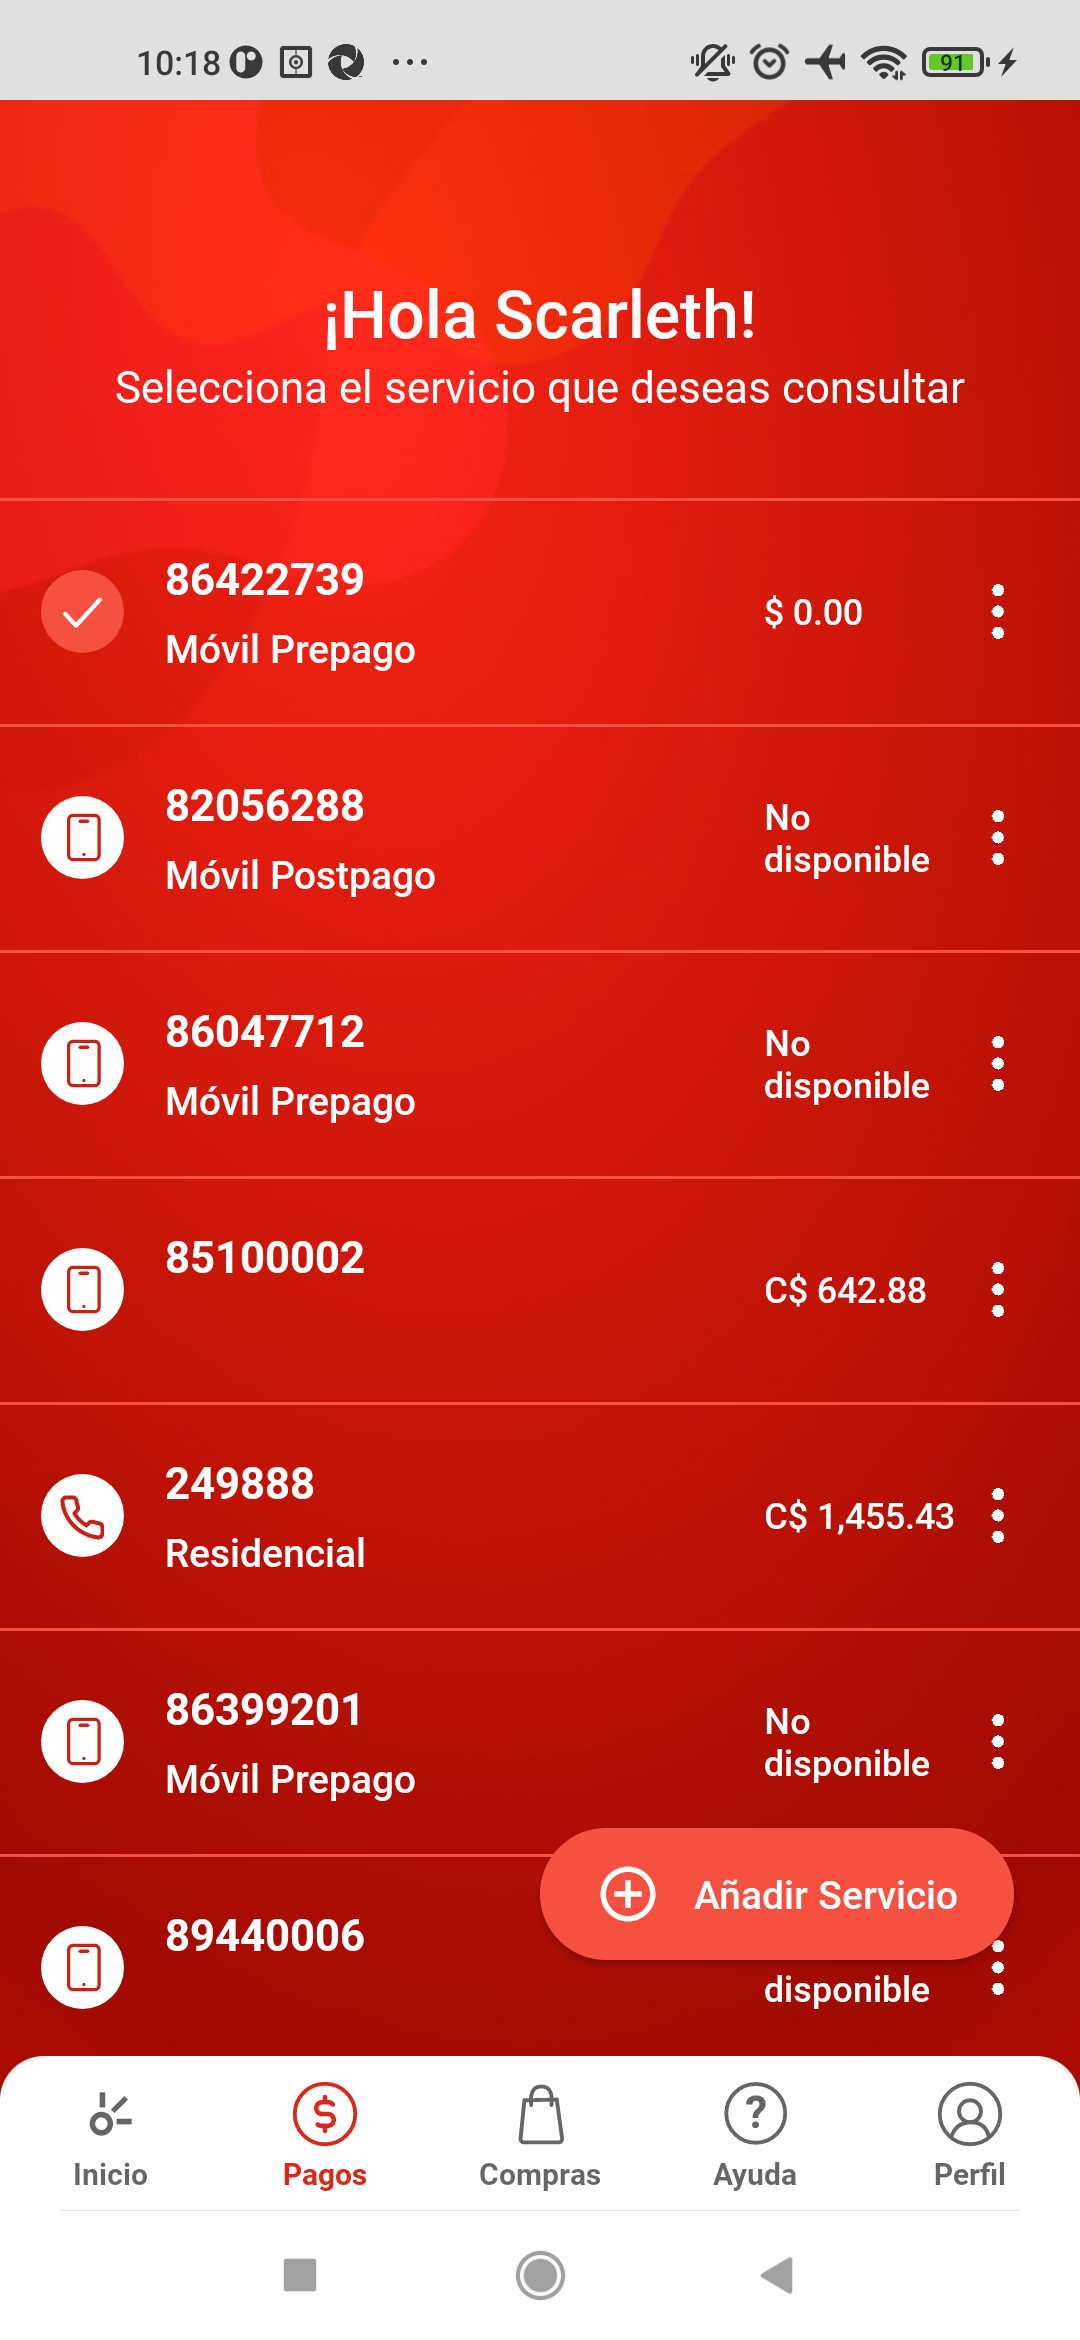 10:18
91
¡Hola Scarleth!
Selecciona el servicio que deseas consultar
86422739
Móvil Prepago
$ 0.00
82056288
Móvil Postpago
No
disponible
86047712
Móvil Prepago
No
disponible
85100002
C$ 642.88
249888
Residencial
C$ 1,455.43
86399201
Móvil Prepago
No
disponible
Añadir Servicio
89440006
disponible
Inicio
Pagos
Compras
Ayuda
Perfil